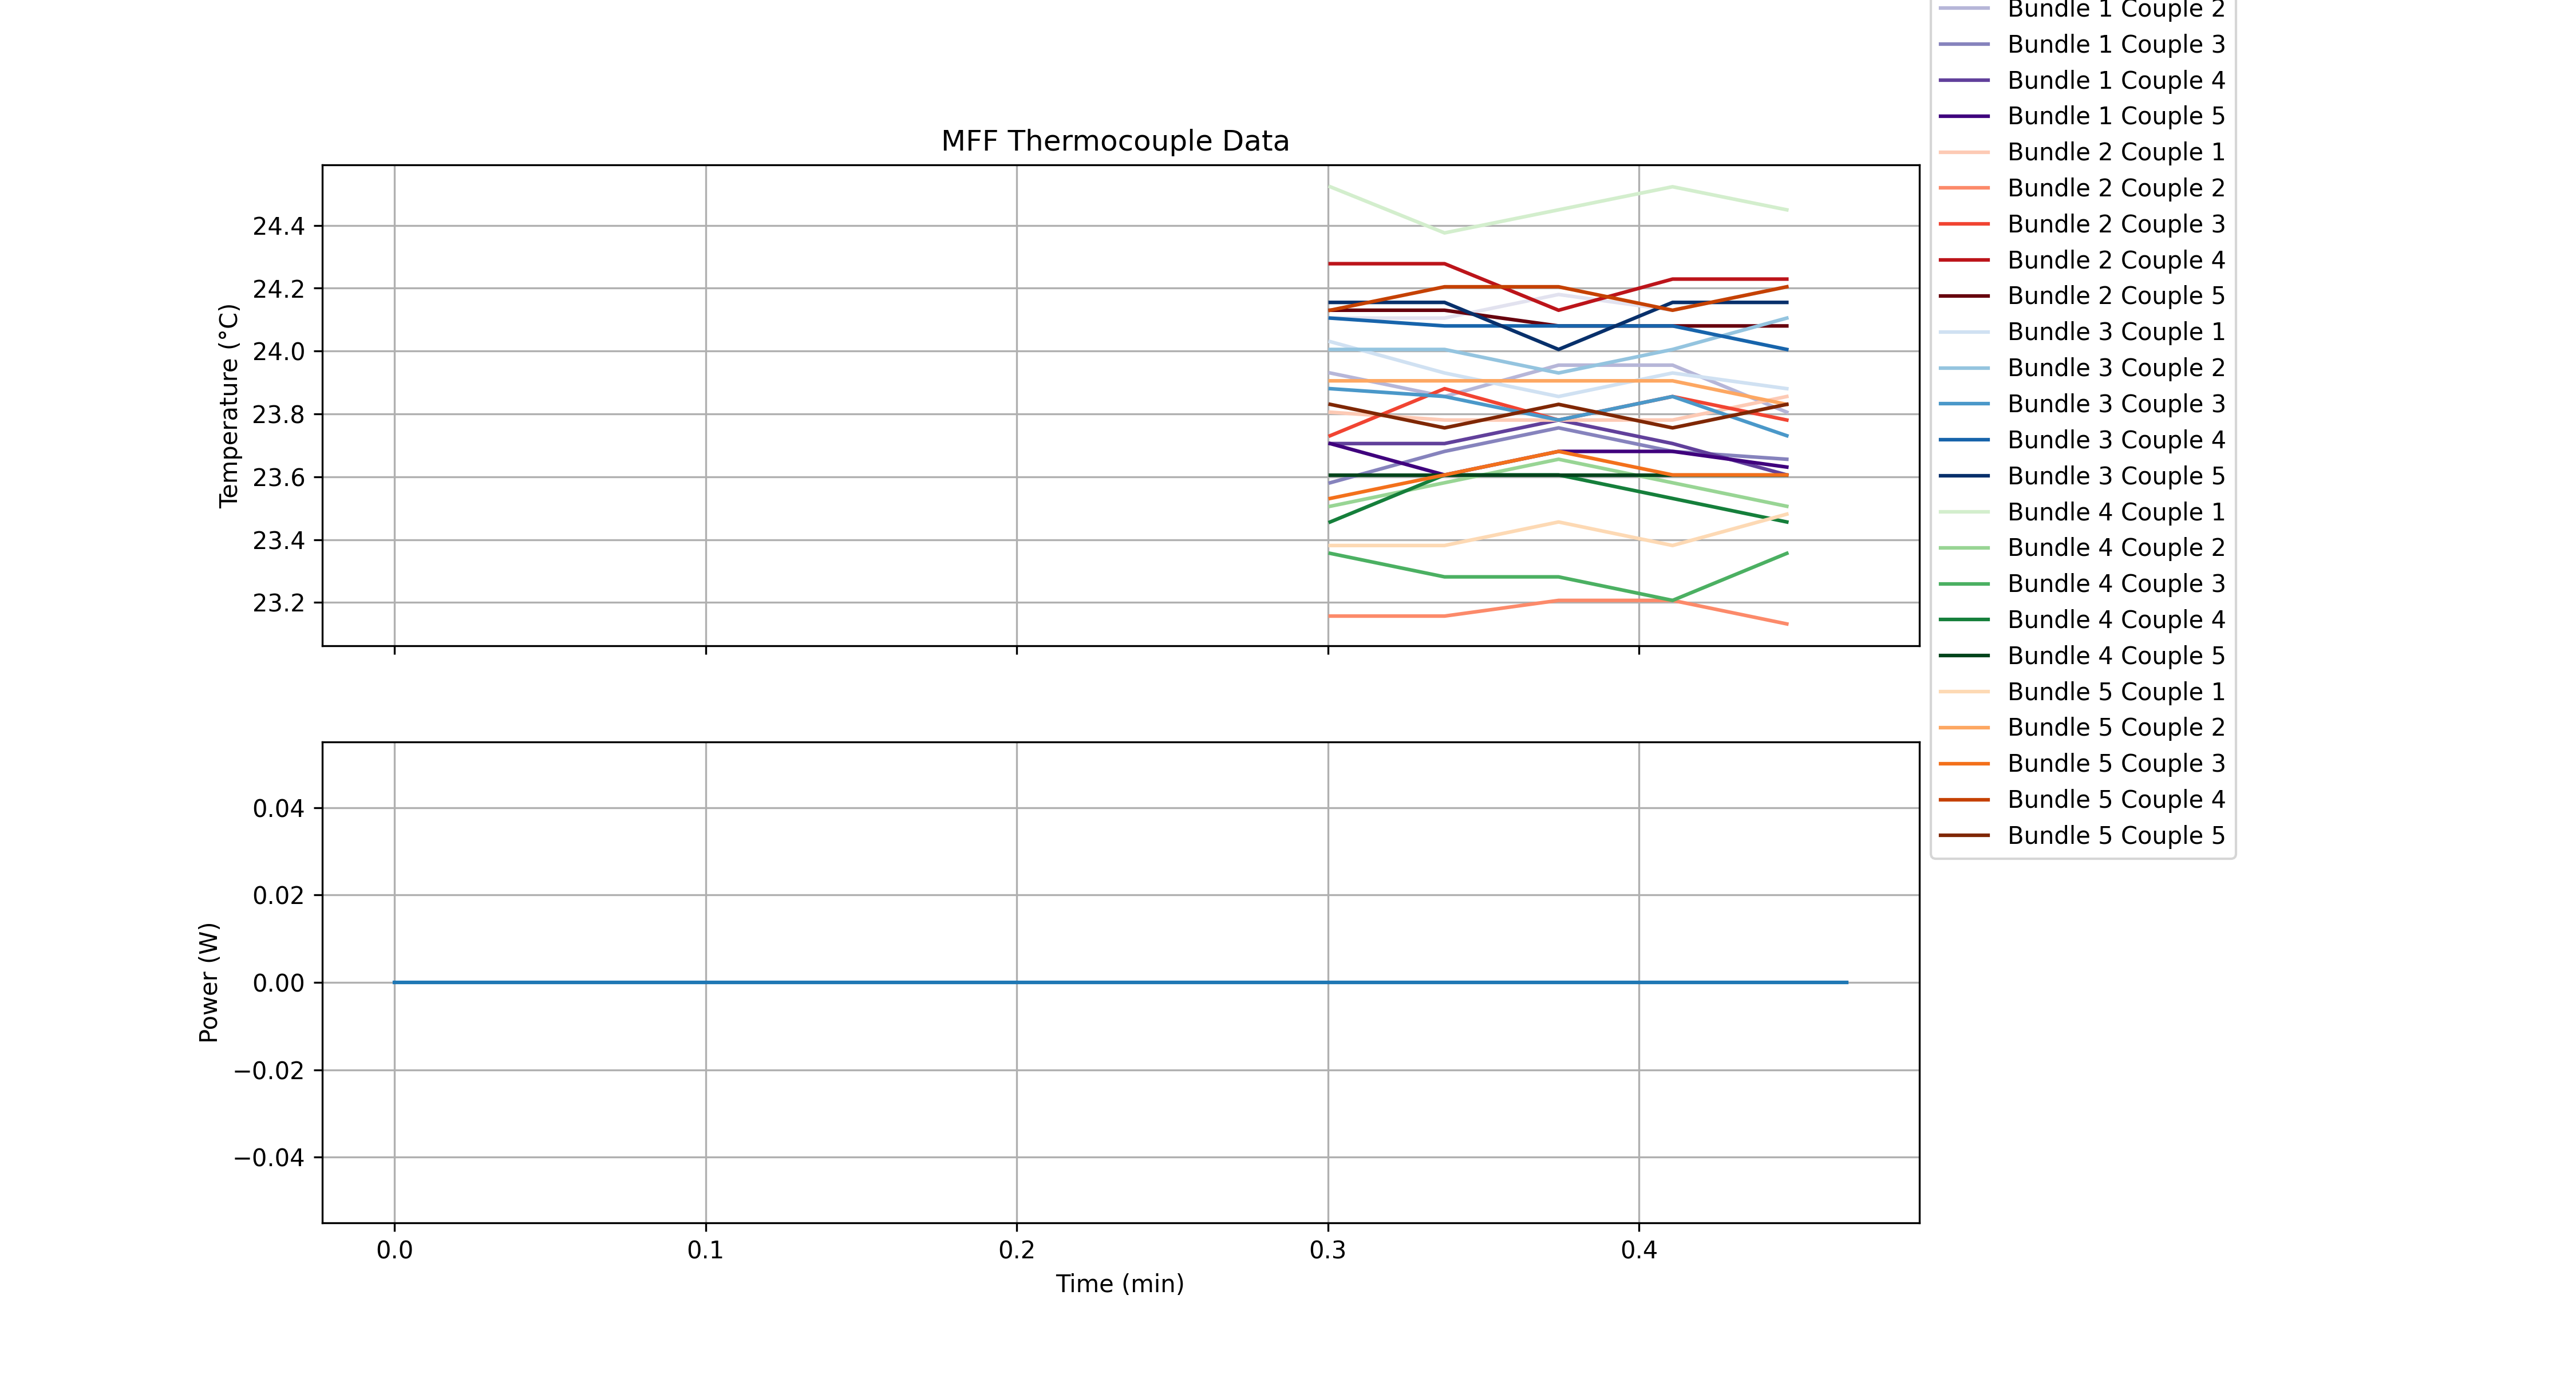 Bundle 1 Couple 2
Bundle 1 Couple 3
Bundle 1 Couple 4
Bundle 1 Couple 5
Bundle 2 Couple 1
Bundle 2 Couple 2
Bundle 2 Couple 3
Bundle 2 Couple 4
Bundle 2 Couple 5
Bundle 3 Couple 1
Bundle 3 Couple 2
Bundle 3 Couple 3
Bundle 3 Couple 4
Bundle 3 Couple 5
Bundle 4 Couple 1
Bundle 4 Couple 2
Bundle 4 Couple 3
Bundle 4 Couple 4
Bundle 4 Couple 5
Bundle 5 Couple 1
Bundle 5 Couple 2
Bundle 5 Couple 3
Bundle 5 Couple 4
Bundle 5 Couple 5
MFF Thermocouple Data
Temperature (°C)
24.4
24.2
24.0
23.8
23.6
23.4
23.2
Power (W)
0.04
0.02
0.00
−0.02
−0.04
0.0 0.1 0.2 0.3 0.4
Time (min)